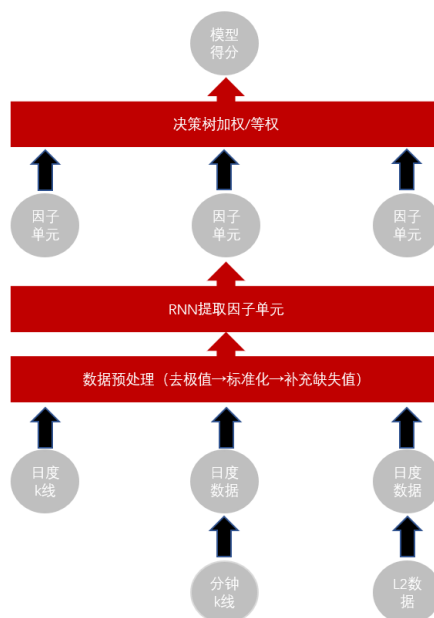 模型
得分
决策树加权/等权
因子
单元
因子
单元
因子
单元
RNN提取因子单元
数据预处理（去极值→标准化→补充缺失值）
日度
k线
日度
数据
日度
数据
分钟
k线
L2数
据